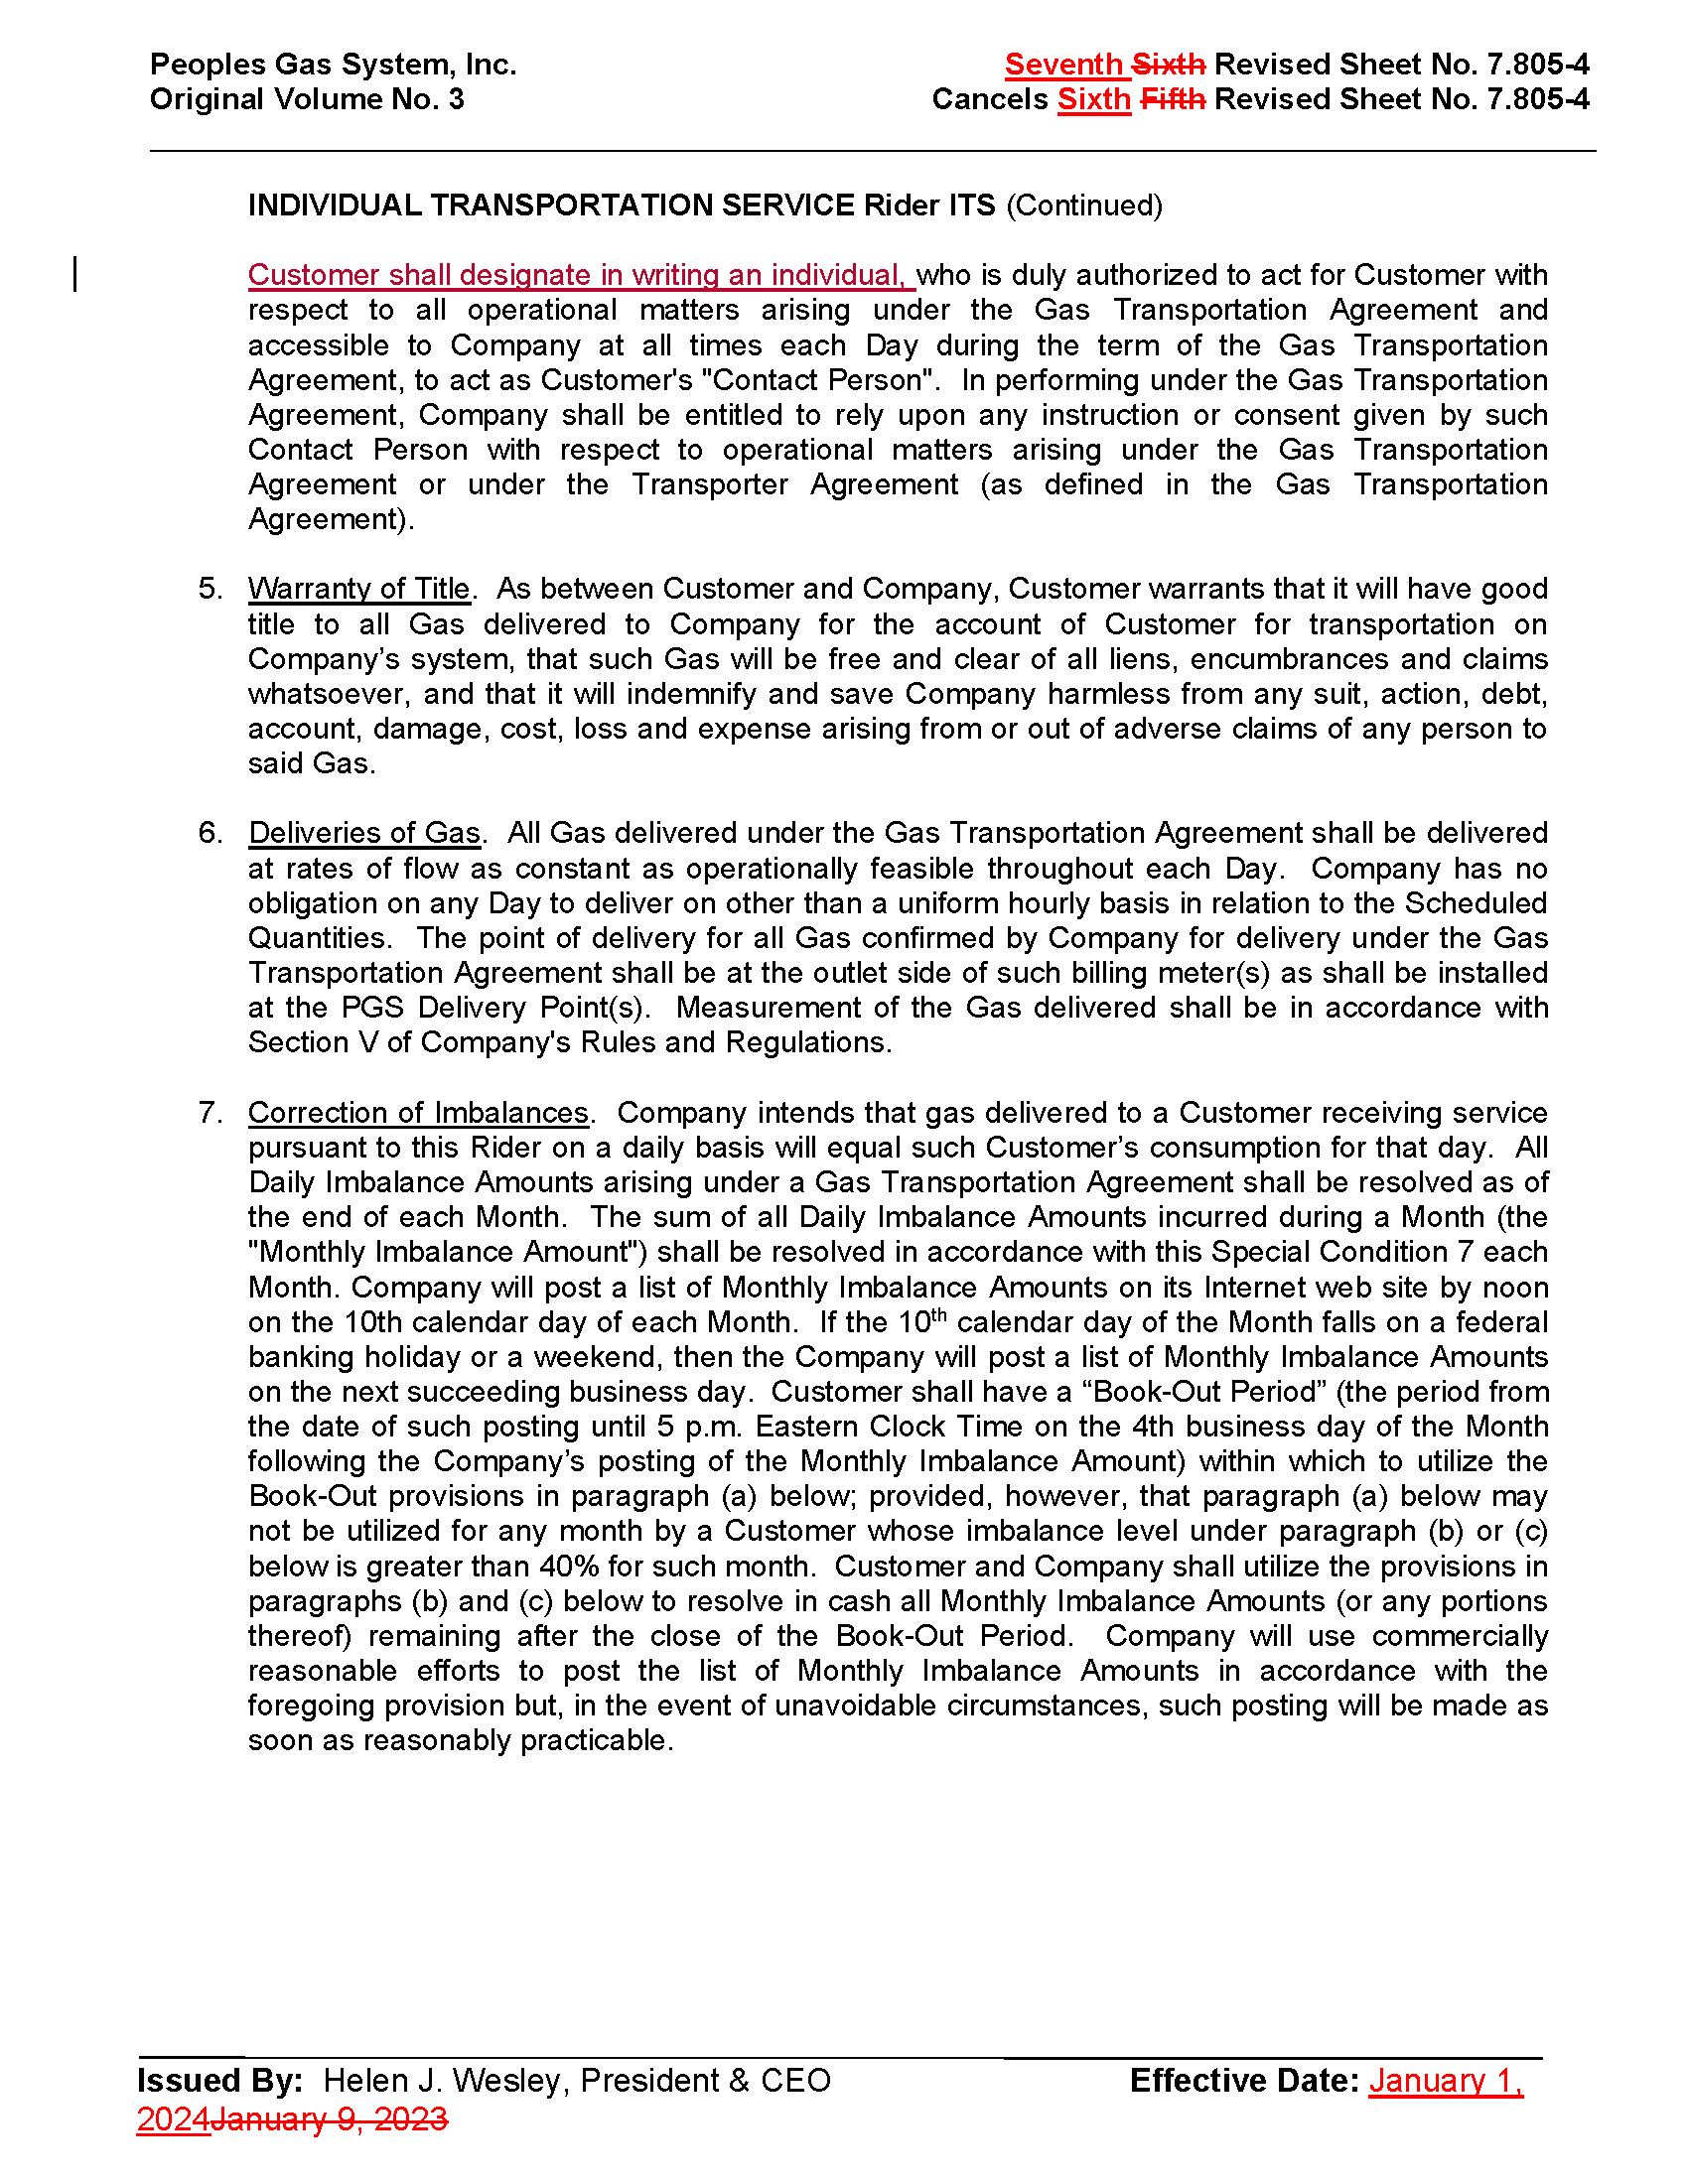 Peoples Gas System, Inc. Seventh Sixth Revised Sheet No. 7.805-4
Original Volume No. 3 Cancels Sixth Fifth Revised Sheet No. 7.805-4
INDIVIDUAL TRANSPORTATION SERVICE Rider ITS (Continued)
Customer shall designate in writing an individual, who is duly authorized to act for Customer with
respect to all operational matters arising under the Gas Transportation Agreement and
accessible to Company at all times each Day during the term of the Gas Transportation
Agreement, to act as Customer's "Contact Person". In performing under the Gas Transportation
Agreement, Company shall be entitled to rely upon any instruction or consent given by such
Contact Person with respect to operational matters arising under the Gas Transportation
Agreement or under the Transporter Agreement (as defined in the Gas Transportation
Agreement).
5. Warranty of Title. As between Customer and Company, Customer warrants that it will have good
title to all Gas delivered to Company for the account of Customer for transportation on
Company’s system, that such Gas will be free and clear of all liens, encumbrances and claims
whatsoever, and that it will indemnify and save Company harmless from any suit, action, debt,
account, damage, cost, loss and expense arising from or out of adverse claims of any person to
said Gas.
6. Deliveries of Gas. All Gas delivered under the Gas Transportation Agreement shall be delivered
at rates of flow as constant as operationally feasible throughout each Day. Company has no
obligation on any Day to deliver on other than a uniform hourly basis in relation to the Scheduled
Quantities. The point of delivery for all Gas confirmed by Company for delivery under the Gas
Transportation Agreement shall be at the outlet side of such billing meter(s) as shall be installed
at the PGS Delivery Point(s). Measurement of the Gas delivered shall be in accordance with
Section V of Company's Rules and Regulations.
7. Correction of Imbalances. Company intends that gas delivered to a Customer receiving service
pursuant to this Rider on a daily basis will equal such Customer’s consumption for that day. All
Daily Imbalance Amounts arising under a Gas Transportation Agreement shall be resolved as of
the end of each Month. The sum of all Daily Imbalance Amounts incurred during a Month (the
"Monthly Imbalance Amount") shall be resolved in accordance with this Special Condition 7 each
Month. Company will post a list of Monthly Imbalance Amounts on its Internet web site by noon
on the 10th calendar day of each Month. If the 10th calendar day of the Month falls on a federal
banking holiday or a weekend, then the Company will post a list of Monthly Imbalance Amounts
on the next succeeding business day. Customer shall have a “Book-Out Period” (the period from
the date of such posting until 5 p.m. Eastern Clock Time on the 4th business day of the Month
following the Company’s posting of the Monthly Imbalance Amount) within which to utilize the
Book-Out provisions in paragraph (a) below; provided, however, that paragraph (a) below may
not be utilized for any month by a Customer whose imbalance level under paragraph (b) or (c)
below is greater than 40% for such month. Customer and Company shall utilize the provisions in
paragraphs (b) and (c) below to resolve in cash all Monthly Imbalance Amounts (or any portions
thereof) remaining after the close of the Book-Out Period. Company will use commercially
reasonable efforts to post the list of Monthly Imbalance Amounts in accordance with the
foregoing provision but, in the event of unavoidable circumstances, such posting will be made as
soon as reasonably practicable.
Issued By: Helen J. Wesley, President & CEO Effective Date: January 1,
2024January 9, 2023